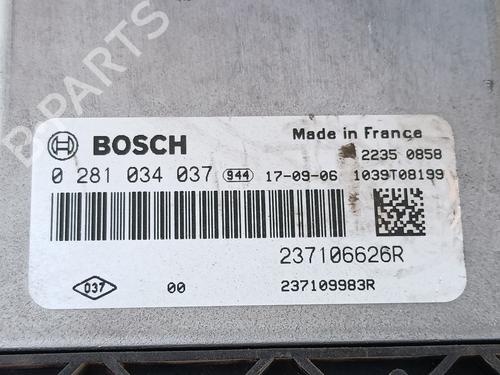 B PARTS
BOSCH
Made in France
2235 0858
0 281 034 037 944 17-09-06 1039T08199
237106626R
037 00 237109983R